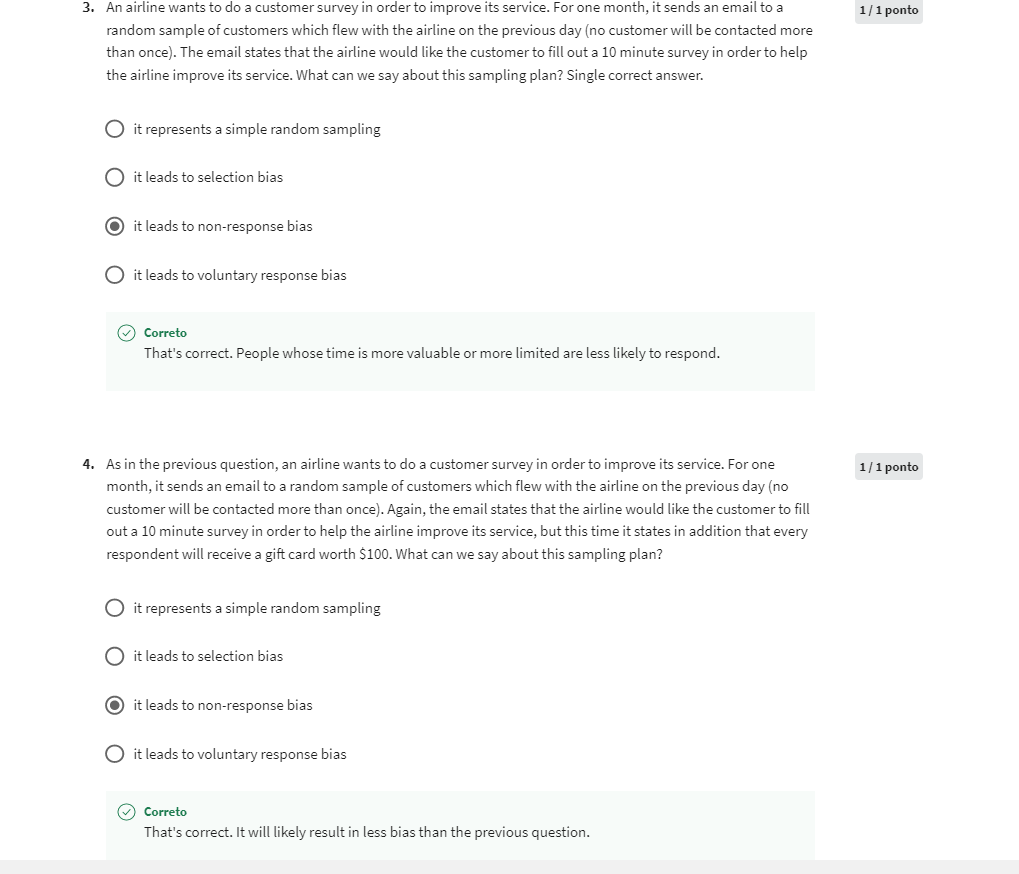 3. An airline wants to do a customer survey in order to improve its service. For one month, it sends an email to a
1 / 1 ponto
random sample of customers which flew with the airline on the previous day (no customer will be contacted more
than once). The email states that the airline would like the customer to fill out a 10 minute survey in order to help
the airline improve its service. What can we say about this sampling plan? Single correct answer.
it represents a simple random sampling
it leads to selection bias
it leads to non-response bias
it leads to voluntary response bias
Correto
That's correct. People whose time is more valuable or more limited are less likely to respond.
4. As in the previous question, an airline wants to do a customer survey in order to improve its service. For one
1 / 1 ponto
month, it sends an email to a random sample of customers which flew with the airline on the previous day (no
customer will be contacted more than once). Again, the email states that the airline would like the customer to fill
out a 10 minute survey in order to help the airline improve its service, but this time it states in addition that every
respondent will receive a gift card worth $100. What can we say about this sampling plan?
it represents a simple random sampling
it leads to selection bias
it leads to non-response bias
it leads to voluntary response bias
Correto
That's correct. It will likely result in less bias than the previous question.